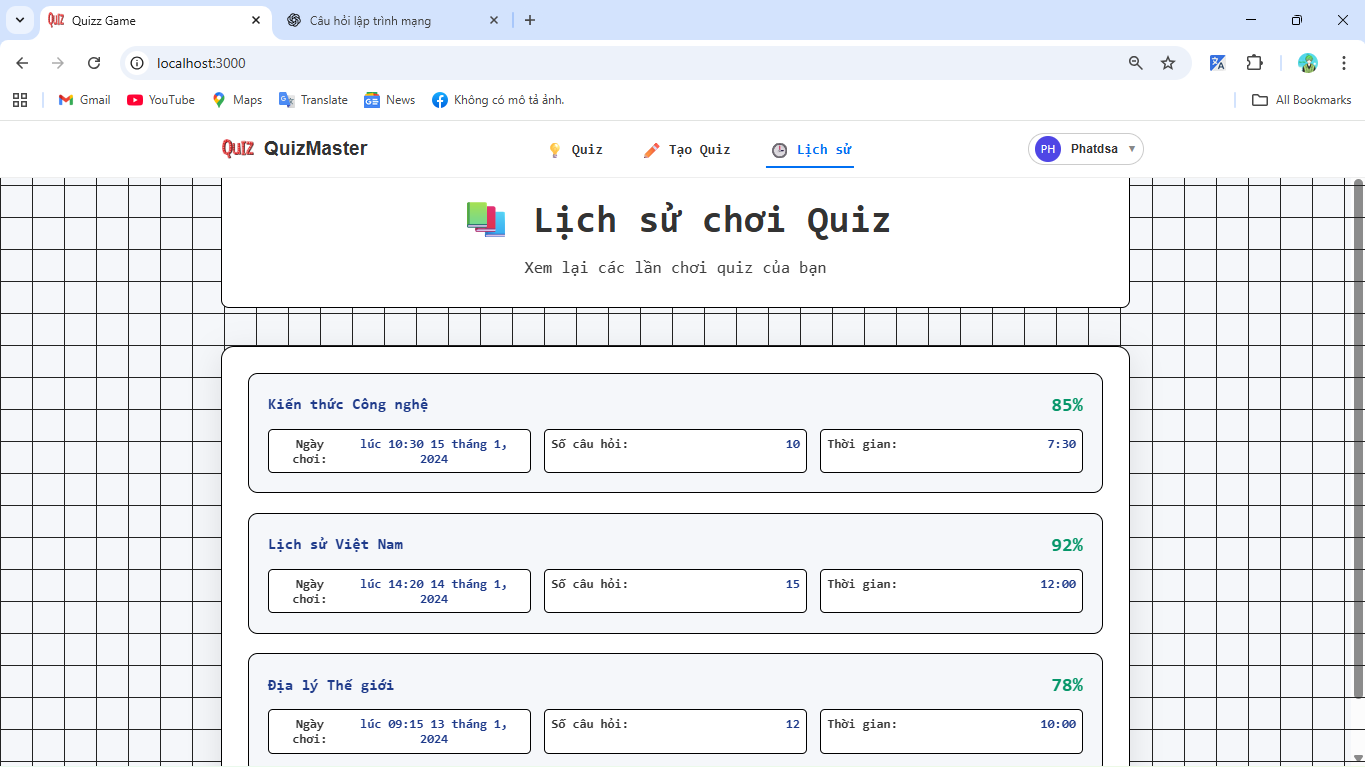 QUIZ Quizz Game
Câu hỏi lập trình mạng
localhost:3000
Gmail
YouTube
Maps
Translate
News
Không có mô tả ảnh.
All Bookmarks
QUIZ QuizMaster
Quiz
Tạo Quiz
Lịch sử
PH Phatdsa
Lịch sử chơi Quiz
Xem lại các lần chơi quiz của bạn
Kiến thức Công nghệ 85%
Ngày chơi: lúc 10:30 15 tháng 1, 2024
Số câu hỏi: 10
Thời gian: 7:30
Lịch sử Việt Nam 92%
Ngày chơi: lúc 14:20 14 tháng 1, 2024
Số câu hỏi: 15
Thời gian: 12:00
Địa lý Thế giới 78%
Ngày chơi: lúc 09:15 13 tháng 1, 2024
Số câu hỏi: 12
Thời gian: 10:00